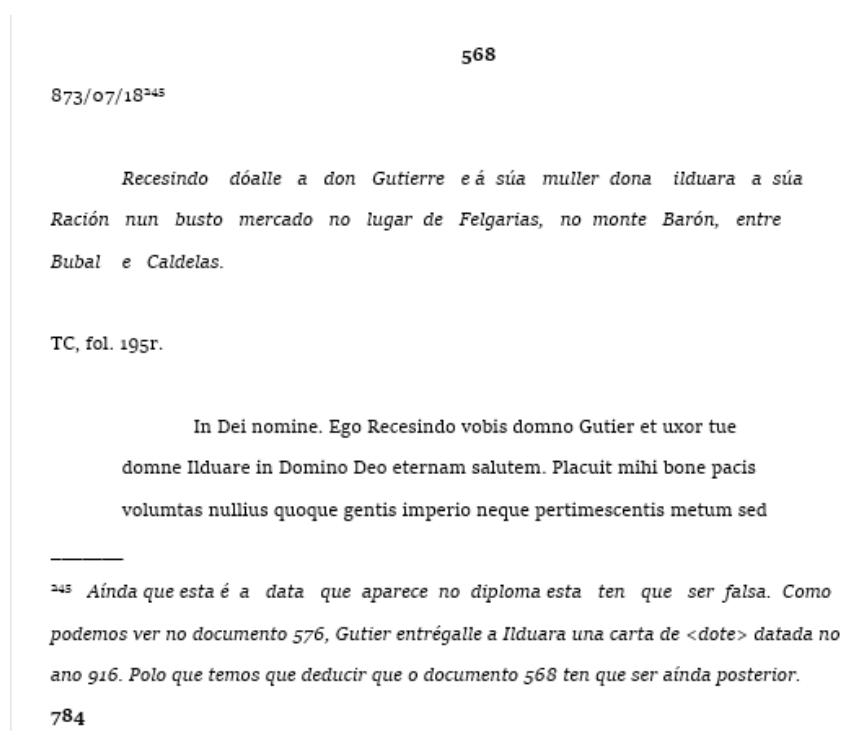 568
873/07/18²⁴⁵
Recesindo dóalle a don Gutierre e á súa muller dona ilduara a súa
Ración nun busto mercado no lugar de Felgarias, no monte Barón, entre
Bubal e Caldelas.
TC, fol. 195r.
In Dei nomine. Ego Recesindo vobis domno Gutier et uxor tue
domne Ilduare in Domino Deo eternam salutem. Placuit mihi bone pacis
volumtas nullius quoque gentis imperio neque pertimescentis metum sed
²⁴⁵ Aínda que esta é a data que aparece no diploma esta ten que ser falsa. Como
podemos ver no documento 576, Gutier entrégalle a Ilduara una carta de <dote> datada no
ano 916. Polo que temos que deducir que o documento 568 ten que ser aínda posterior.
784